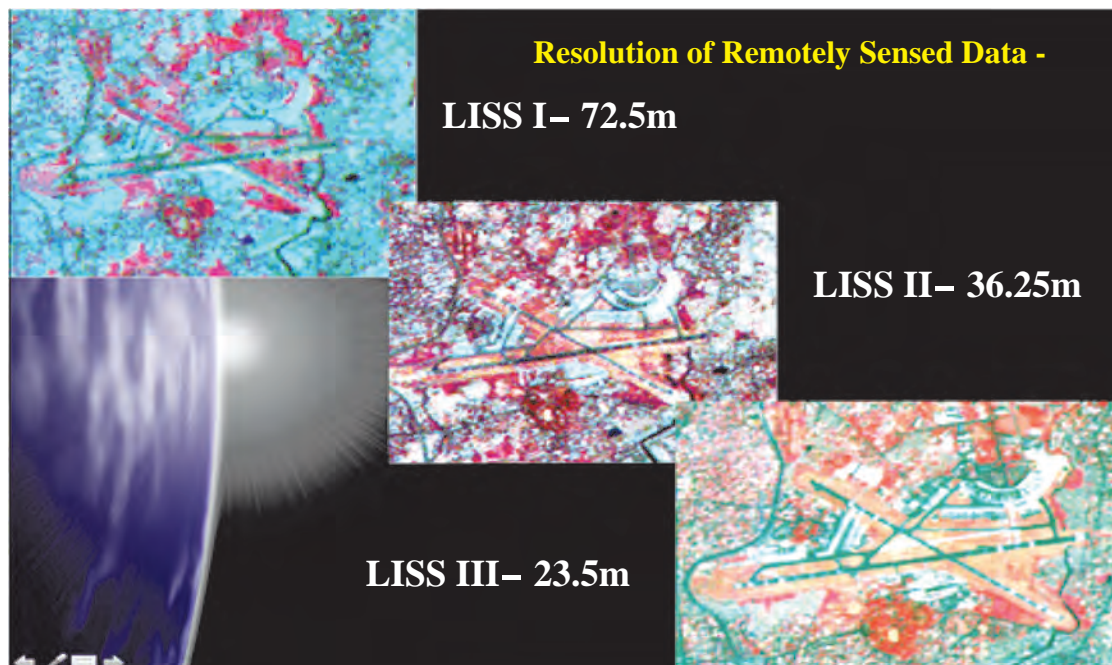 Resolution of Remotely Sensed Data -
LISS I– 72.5m
LISS II– 36.25m
LISS III– 23.5m